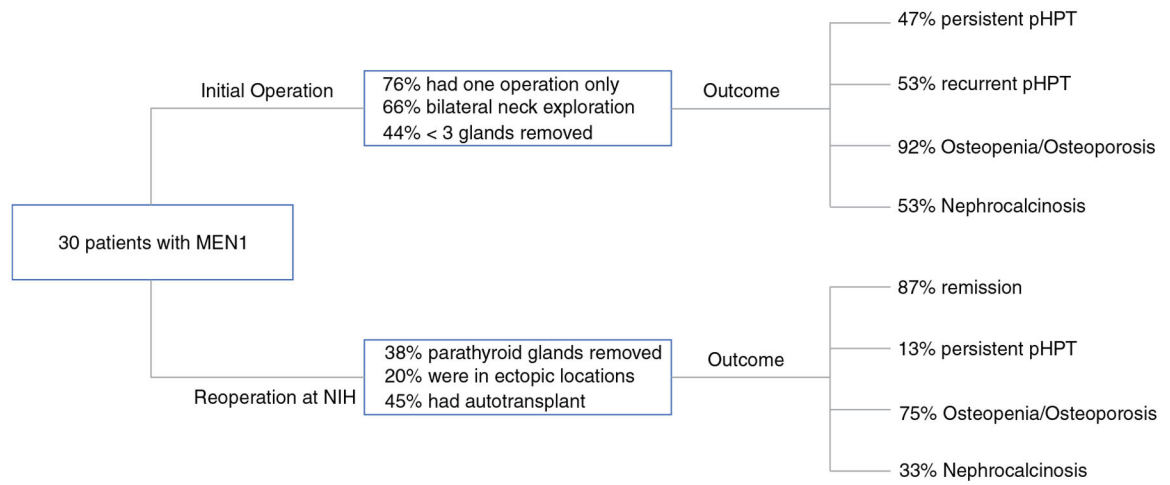 30 patients with MEN1
Initial Operation
76% had one operation only
66% bilateral neck exploration
44% < 3 glands removed
Outcome
47% persistent pHPT
53% recurrent pHPT
92% Osteopenia/Osteoporosis
53% Nephrocalcinosis
Reoperation at NIH
38% parathyroid glands removed
20% were in ectopic locations
45% had autotransplant
Outcome
87% remission
13% persistent pHPT
75% Osteopenia/Osteoporosis
33% Nephrocalcinosis